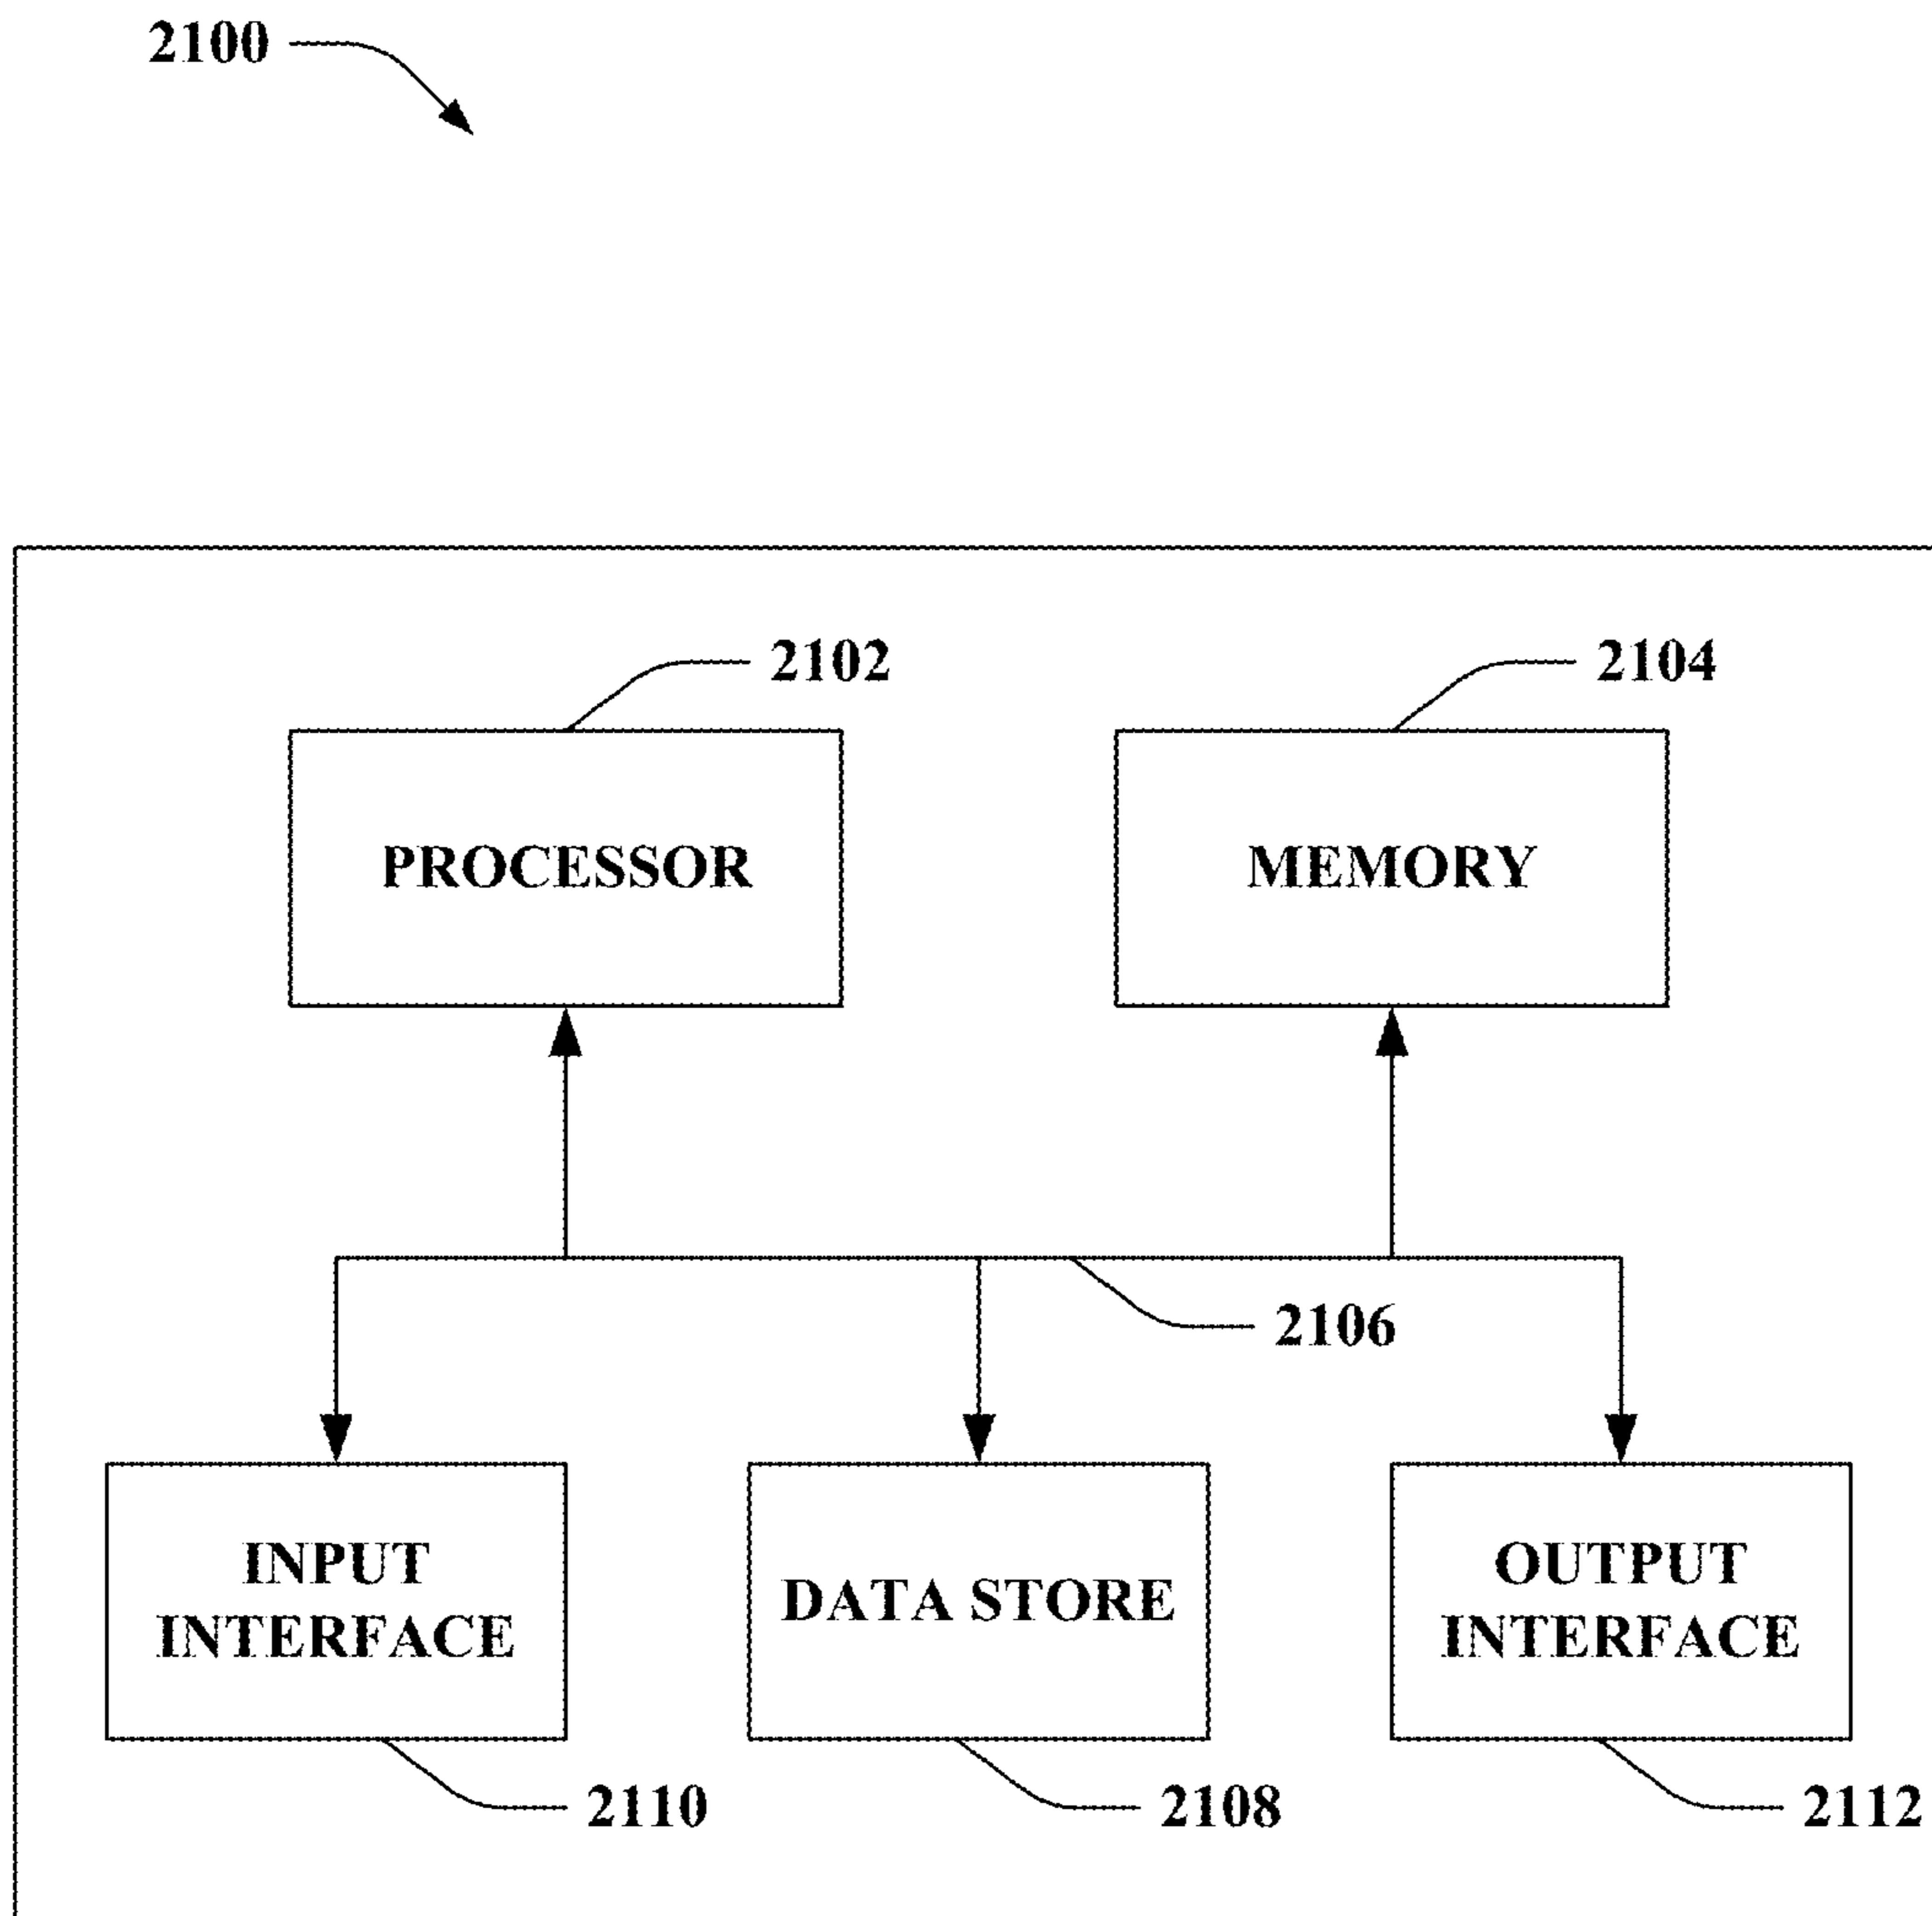 2100
2102
2104
PROCESSOR
MEMORY
2106
INPUT
INTERFACE
DATA STORE
OUTPUT
INTERFACE
2110
2108
2112